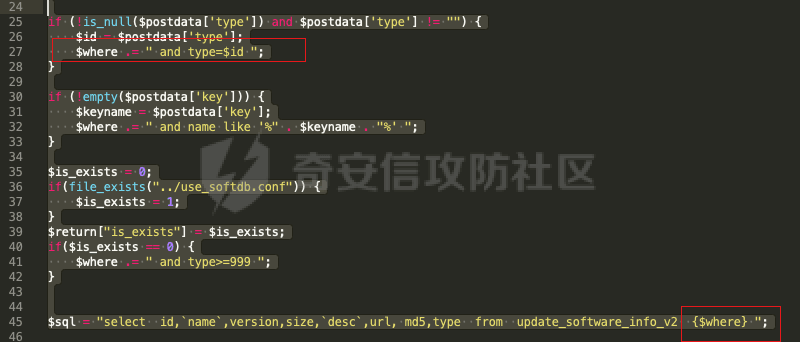 24
25 if (!is_null($postdata['type']) and $postdata['type'] != "") {
26 $id = $postdata['type'];
27 $where .= " and type=$id ";
28 }
29
30 if (!empty($postdata['key'])) {
31 $keyname = $postdata['key'];
32 $where .= " and name like '%" . $keyname . "%' ";
33 }
34
35 $is_exists = 0;
36 if(file_exists("../use_softdb.conf")) {
37 $is_exists = 1;
38 }
39 $return["is_exists"] = $is_exists;
40 if($is_exists == 0) {
41 $where .= " and type>=999 ";
42 }
43
44
45 $sql = "select  id,`name`,version,size,`desc`,url, md5,type  from  update_software_info_v2  {$where} ";
46
奇安信攻防社区